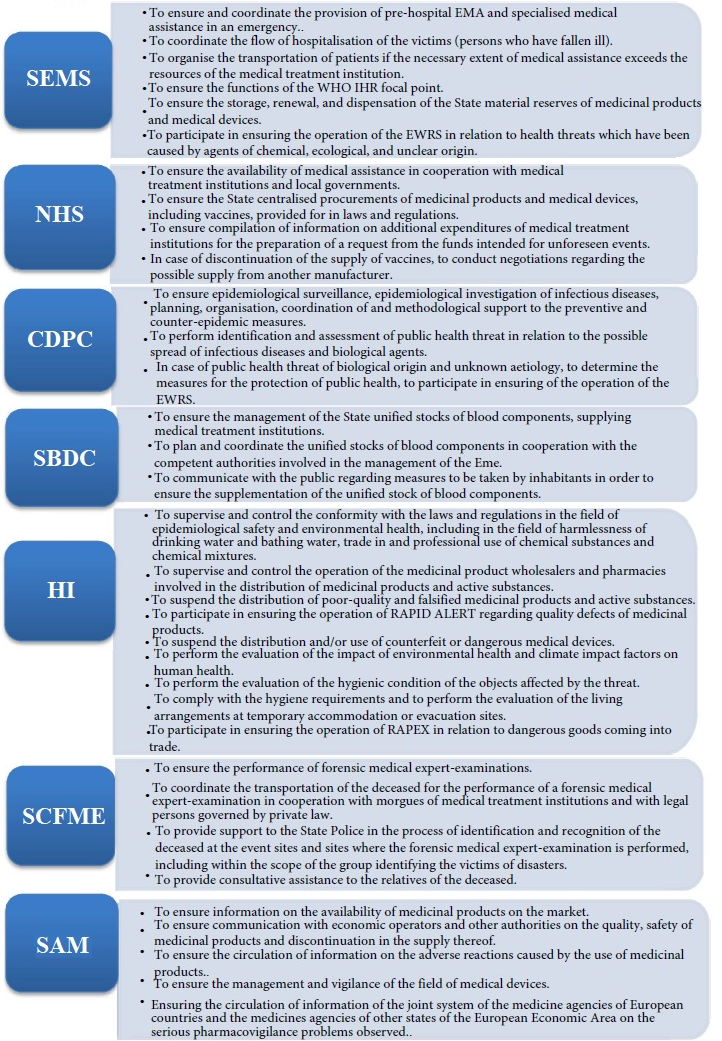 SEMS
•To ensure and coordinate the provision of pre-hospital EMA and specialised medical
assistance in an emergency..
•To coordinate the flow of hospitalisation of the victims (persons who have fallen ill).
•To organise the transportation of patients if the necessary extent of medical assistance exceeds the
resources of the medical treatment institution.
•To ensure the functions of the WHO IHR focal point.
•To ensure the storage, renewal, and dispensation of the State material reserves of medicinal products
and medical devices.
•To participate in ensuring the operation of the EWRS in relation to health threats which have been
caused by agents of chemical, ecological, and unclear origin.
NHS
•To ensure the availability of medical assistance in cooperation with medical
treatment institutions and local governments.
•To ensure the State centralised procurements of medicinal products and medical devices,
including vaccines, provided for in laws and regulations.
• To ensure compilation of information on additional expenditures of medical treatment
institutions for the preparation of a request from the funds intended for unforeseen events.
• In case of discontinuation of the supply of vaccines, to conduct negotiations regarding the
possible supply from another manufacturer.
CDPC
• To ensure epidemiological surveillance, epidemiological investigation of infectious diseases,
planning, organisation, coordination of and methodological support to the preventive and
counter-epidemic measures.
•To perform identification and assessment of public health threat in relation to the possible
spread of infectious diseases and biological agents.
• In case of public health threat of biological origin and unknown aetiology, to determine the
measures for the protection of public health, to participate in ensuring of the operation of the
EWRS.
SBDC
•To ensure the management of the State unified stocks of blood components, supplying
medical treatment institutions.
•To plan and coordinate the unified stocks of blood components in cooperation with the
competent authorities involved in the management of the Eme.
•To communicate with the public regarding measures to be taken by inhabitants in order to
ensure the supplementation of the unified stock of blood components.
HI
• To supervise and control the conformity with the laws and regulations in the field of
epidemiological safety and environmental health, including in the field of harmlessness of
drinking water and bathing water, trade in and professional use of chemical substances and
chemical mixtures.
• To supervise and control the operation of the medicinal product wholesalers and pharmacies
involved in the distribution of medicinal products and active substances.
•To suspend the distribution of poor-quality and falsified medicinal products and active substances.
•To participate in ensuring the operation of RAPID ALERT regarding quality defects of medicinal
products.
•To suspend the distribution and/or use of counterfeit or dangerous medical devices.
• To perform the evaluation of the impact of environmental health and climate impact factors on
human health.
• To perform the evaluation of the hygienic condition of the objects affected by the threat.
• To comply with the hygiene requirements and to perform the evaluation of the living
arrangements at temporary accommodation or evacuation sites.
•To participate in ensuring the operation of RAPEX in relation to dangerous goods coming into
trade.
SCFME
• To ensure the performance of forensic medical expert-examinations.
•To coordinate the transportation of the deceased for the performance of a forensic medical
expert-examination in cooperation with morgues of medical treatment institutions and with legal
persons governed by private law.
• To provide support to the State Police in the process of identification and recognition of the
deceased at the event sites and sites where the forensic medical expert-examination is performed,
including within the scope of the group identifying the victims of disasters.
• To provide consultative assistance to the relatives of the deceased.
SAM
• To ensure information on the availability of medicinal products on the market.
• To ensure communication with economic operators and other authorities on the quality, safety of
medicinal products and discontinuation in the supply thereof.
• To ensure the circulation of information on the adverse reactions caused by the use of medicinal
products..
• To ensure the management and vigilance of the field of medical devices.
• Ensuring the circulation of information of the joint system of the medicine agencies of European
countries and the medicines agencies of other states of the European Economic Area on the
serious pharmacovigilance problems observed..